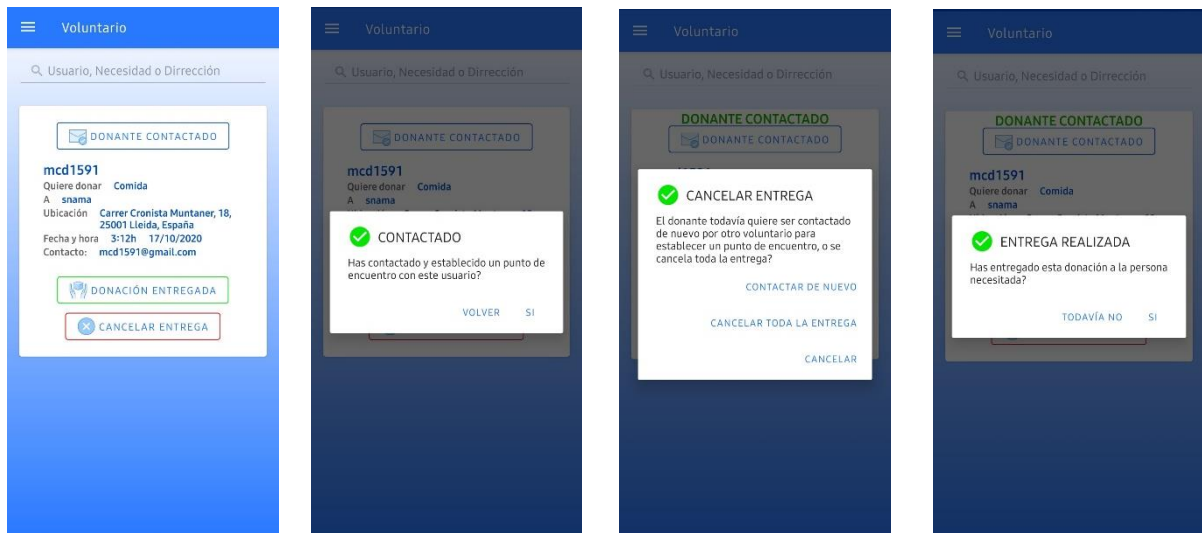 Voluntario
Usuario, Necesidad o Dirrección
DONANTE CONTACTADO
mcd1591
Quiere donar Comida
A snama
Ubicación Carrer Cronista Muntaner, 18,
25001 Lleida, España
Fecha y hora 3:12h 17/10/2020
Contacto: mcd1591@gmail.com
DONACIÓN ENTREGADA
CANCELAR ENTREGA
Voluntario
Usuario, Necesidad o Dirrección
DONANTE CONTACTADO
mcd1591
Quiere donar Comida
A snama
CONTACTADO
Has contactado y establecido un punto de
encuentro con este usuario?
VOLVER SI
Voluntario
Usuario, Necesidad o Dirrección
DONANTE CONTACTADO
DONANTE CONTACTADO
CANCELAR ENTREGA
El donante todavía quiere ser contactado
de nuevo por otro voluntario para
establecer un punto de encuentro, o se
cancela toda la entrega?
CONTACTAR DE NUEVO
CANCELAR TODA LA ENTREGA
CANCELAR
Voluntario
Usuario, Necesidad o Dirrección
DONANTE CONTACTADO
DONANTE CONTACTADO
mcd1591
Quiere donar Comida
A snama
ENTREGA REALIZADA
Has entregado esta donación a la persona
necesitada?
TODAVÍA NO SI